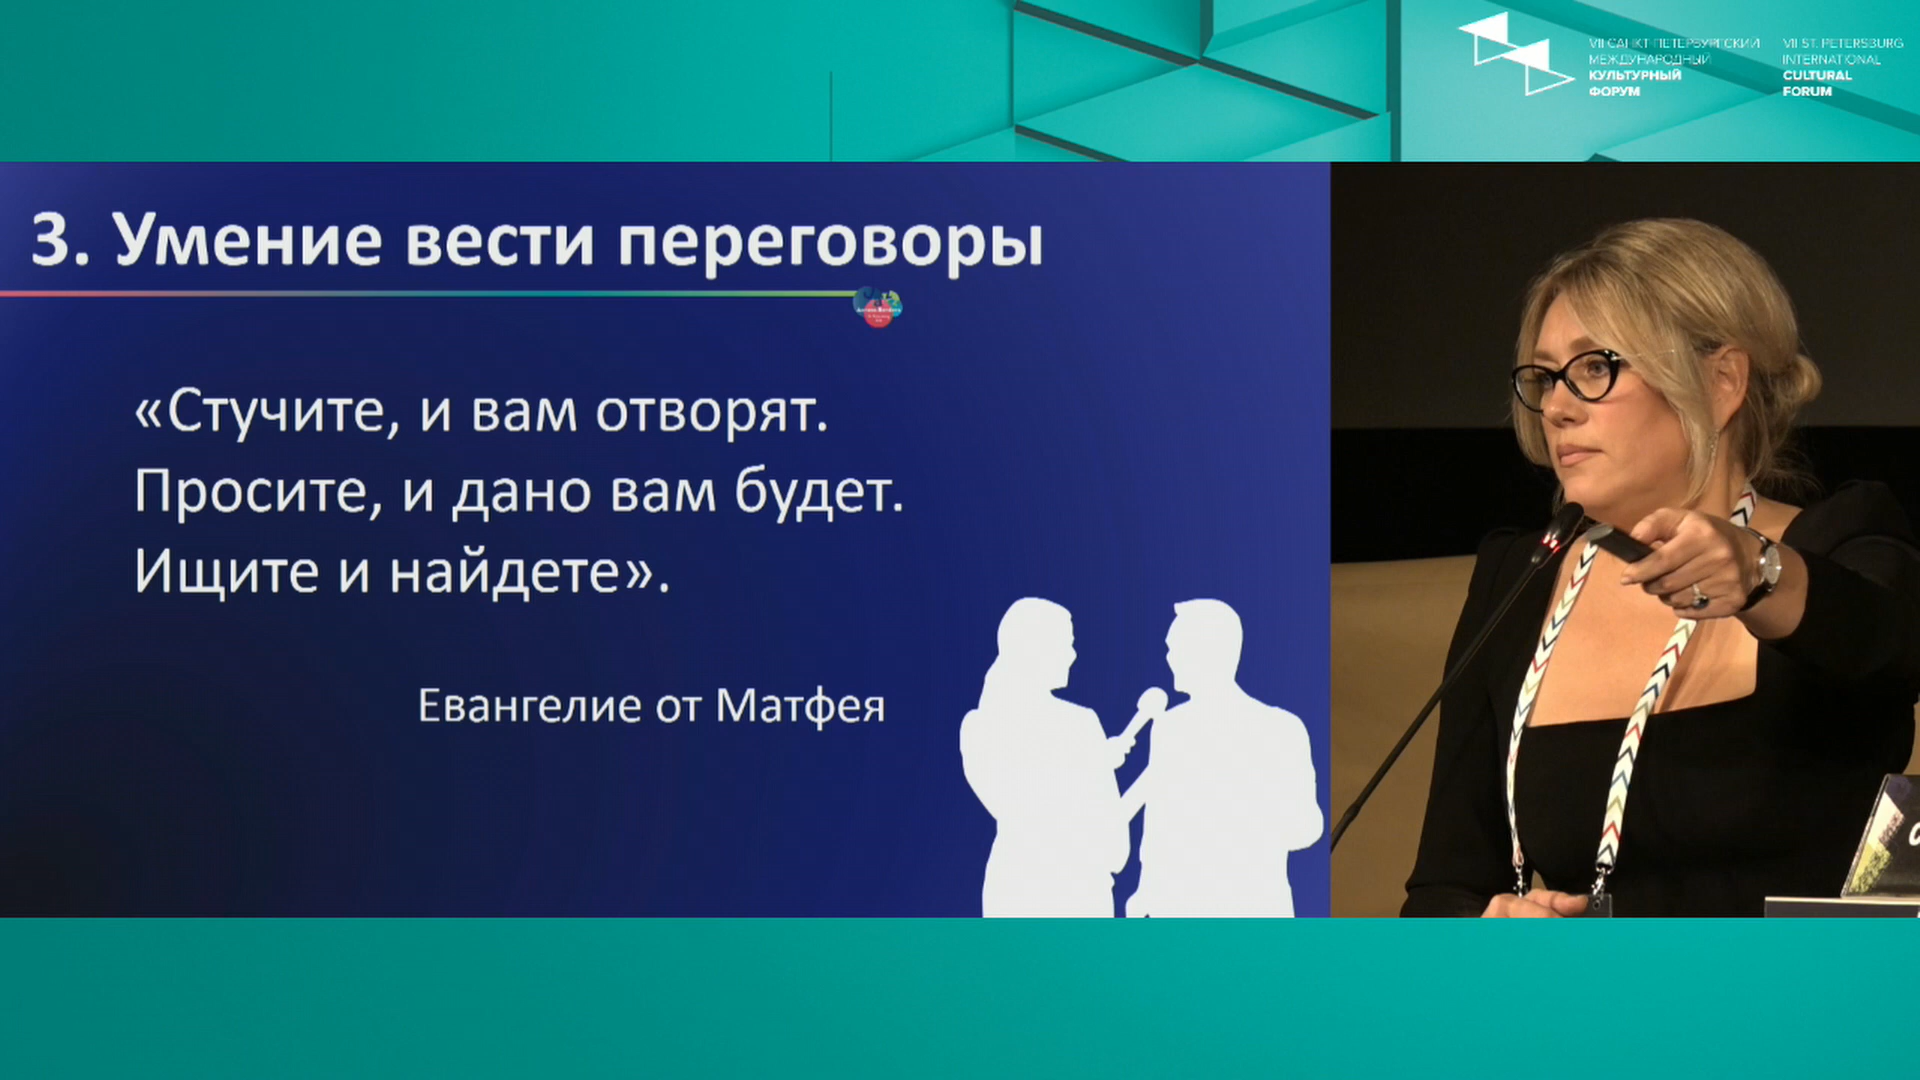 VII САНКТ-ПЕТЕРБУРГСКИЙ
МЕЖДУНАРОДНЫЙ
КУЛЬТУРНЫЙ
ФОРУМ
VII ST. PETERSBURG
INTERNATIONAL
CULTURAL
FORUM
3. Умение вести переговоры
«Стучите, и вам отворят.
Просите, и дано вам будет.
Ищите и найдете».
Евангелие от Матфея